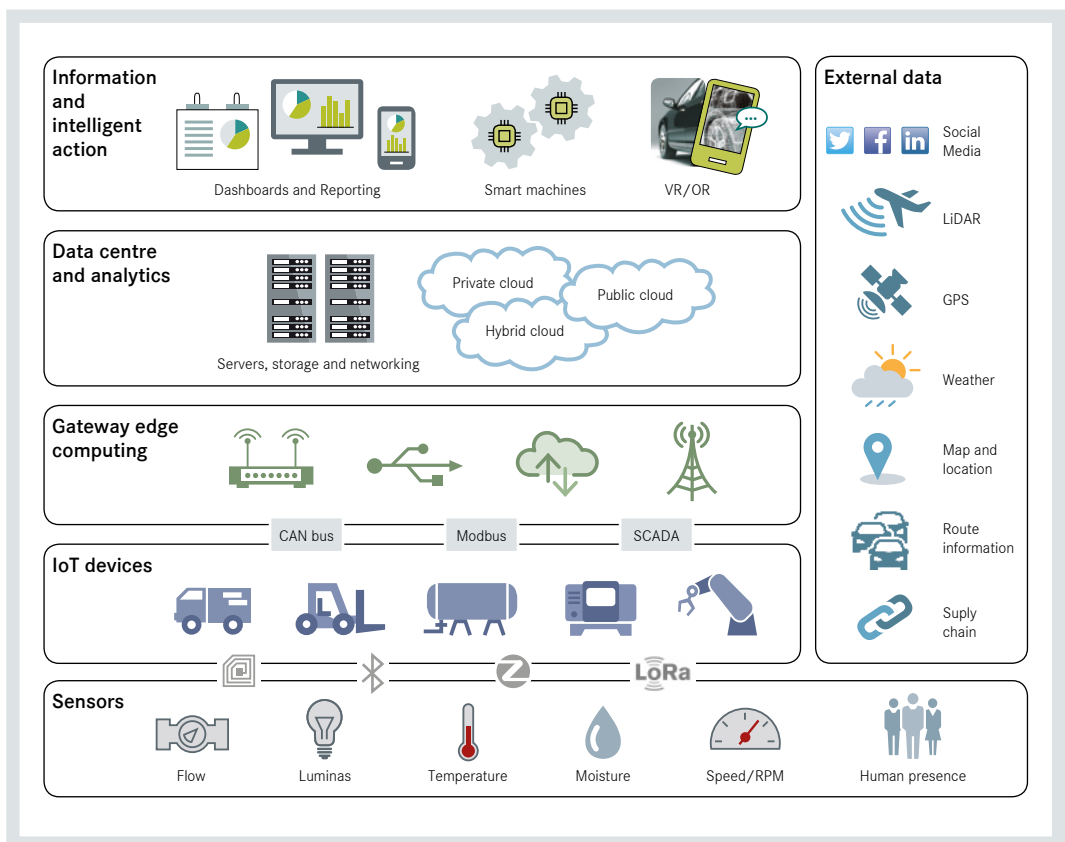 Information
and
intelligent
action
Dashboards and Reporting
Smart machines
VR/OR
Data centre
and analytics
Private cloud
Public cloud
Hybrid cloud
Servers, storage and networking
Gateway edge
computing
CAN bus
Modbus
SCADA
IoT devices
LoRa
Sensors
Flow
Luminas
Temperature
Moisture
Speed/RPM
Human presence
External data
Social
Media
LiDAR
GPS
Weather
Map and
location
Route
information
Suply
chain